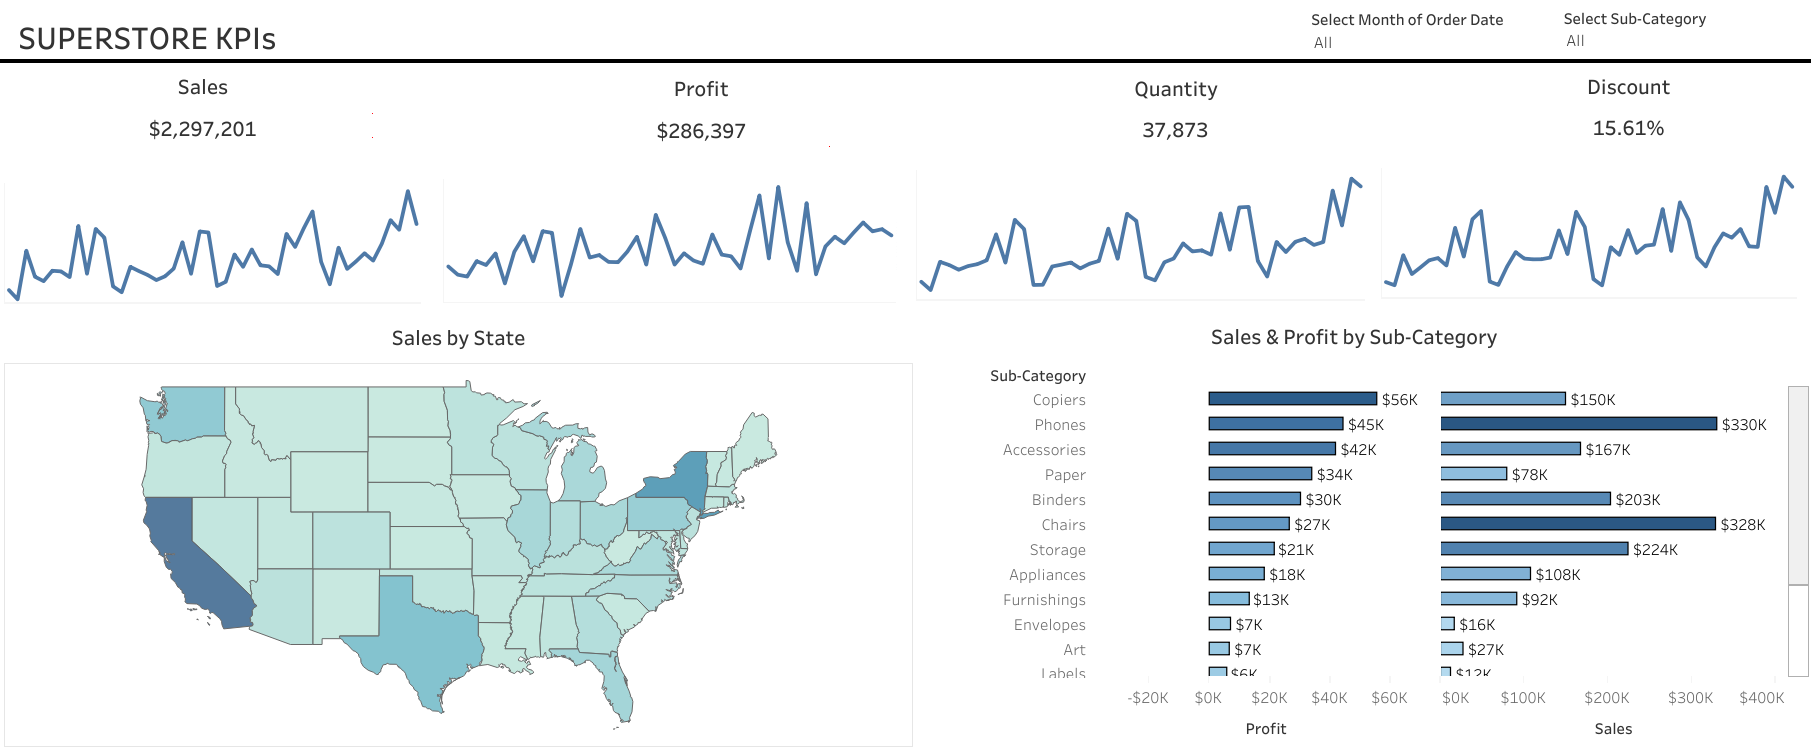 SUPERSTORE KPIs
Select Month of Order Date
All
Select Sub-Category
All
Sales
$2,297,201
Profit
$286,397
Quantity
37,873
Discount
15.61%
Sales by State
Sales & Profit by Sub-Category
Sub-Category
Copiers $56K $150K
Phones $45K $330K
Accessories $42K $167K
Paper $34K $78K
Binders $30K $203K
Chairs $27K $328K
Storage $21K $224K
Appliances $18K $108K
Furnishings $13K $92K
Envelopes $7K $16K
Art $7K $27K
Labels $6K $12K
-$20K $0K $20K $40K $60K $0K $100K $200K $300K $400K
Profit Sales